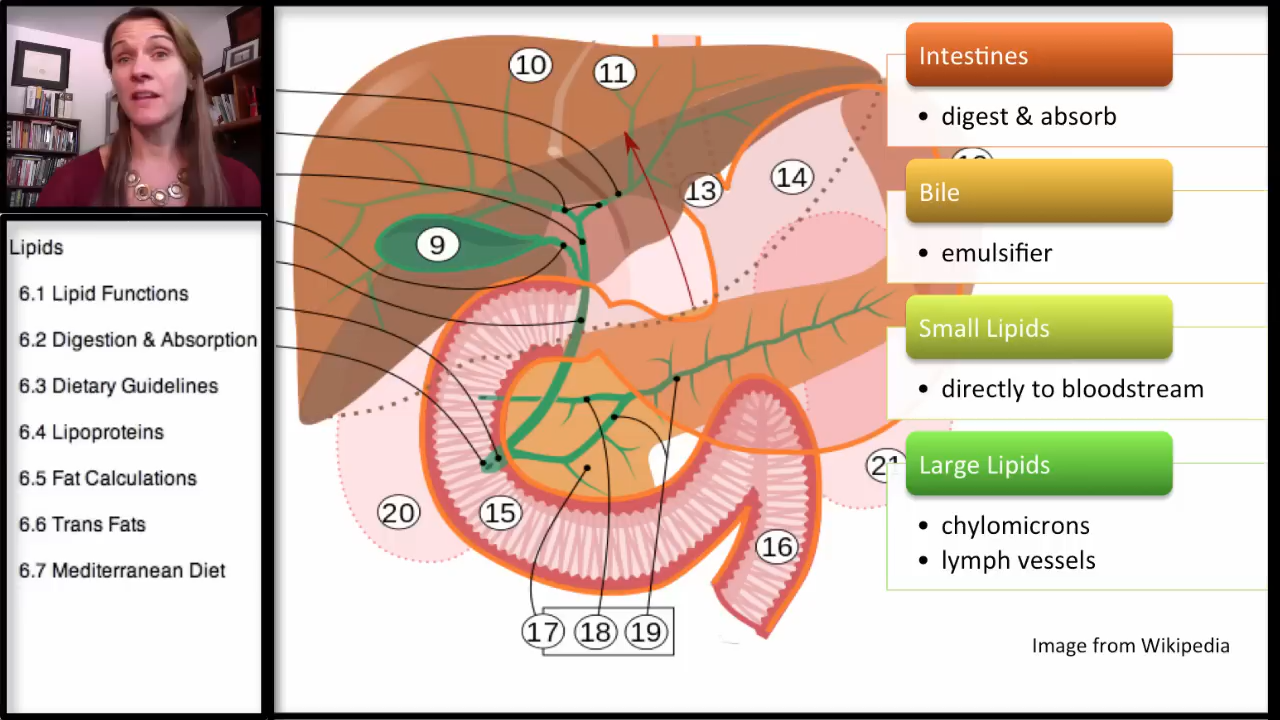 Lipids
6.1 Lipid Functions
6.2 Digestion & Absorption
6.3 Dietary Guidelines
6.4 Lipoproteins
6.5 Fat Calculations
6.6 Trans Fats
6.7 Mediterranean Diet
10
11
13
14
9
20
15
16
21
17
18
19
Intestines
• digest & absorb
Bile
• emulsifier
Small Lipids
• directly to bloodstream
Large Lipids
• chylomicrons
• lymph vessels
Image from Wikipedia